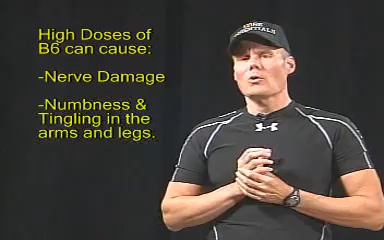 High Doses of
B6 can cause:
-Nerve Damage
-Numbness &
Tingling in the
arms and legs.